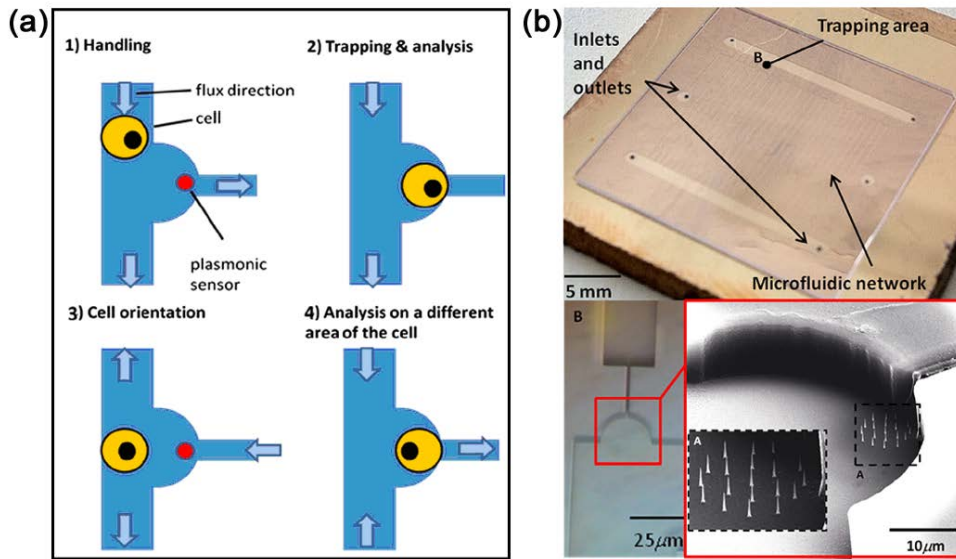 (a)
1) Handling
flux direction
cell
plasmonic
sensor
2) Trapping & analysis
3) Cell orientation
4) Analysis on a different
area of the cell
(b)
Trapping area
Inlets
and
outlets
B
5 mm
Microfluidic network
B
25μm
A
A
10μm